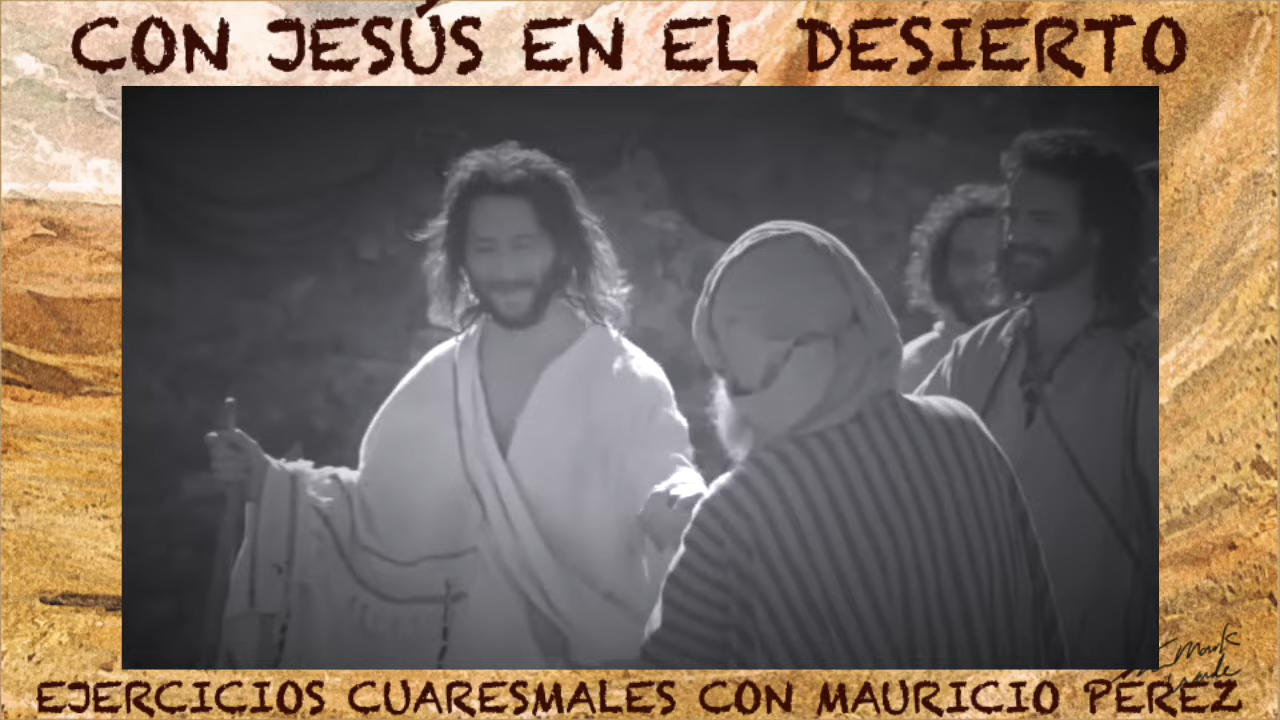 CON JESÚS EN EL DESIERTO
EJERCICIOS CUARESMALES CON MAURICIO PÉREZ